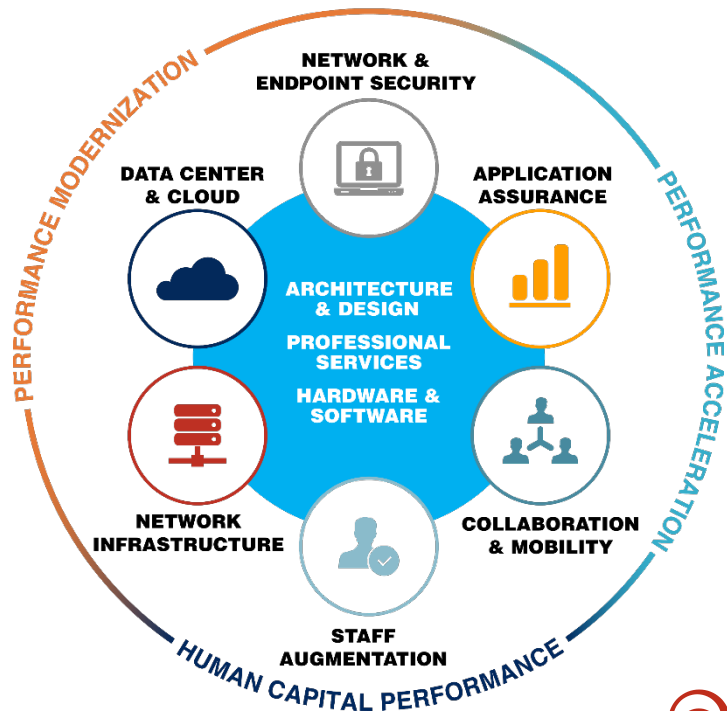 PERFORMANCE MODERNIZATION
NETWORK &
ENDPOINT SECURITY
DATA CENTER
& CLOUD
APPLICATION
ASSURANCE
PERFORMANCE ACCELERATION
ARCHITECTURE
& DESIGN
PROFESSIONAL
SERVICES
HARDWARE &
SOFTWARE
NETWORK
INFRASTRUCTURE
COLLABORATION
& MOBILITY
STAFF
AUGMENTATION
HUMAN CAPITAL PERFORMANCE